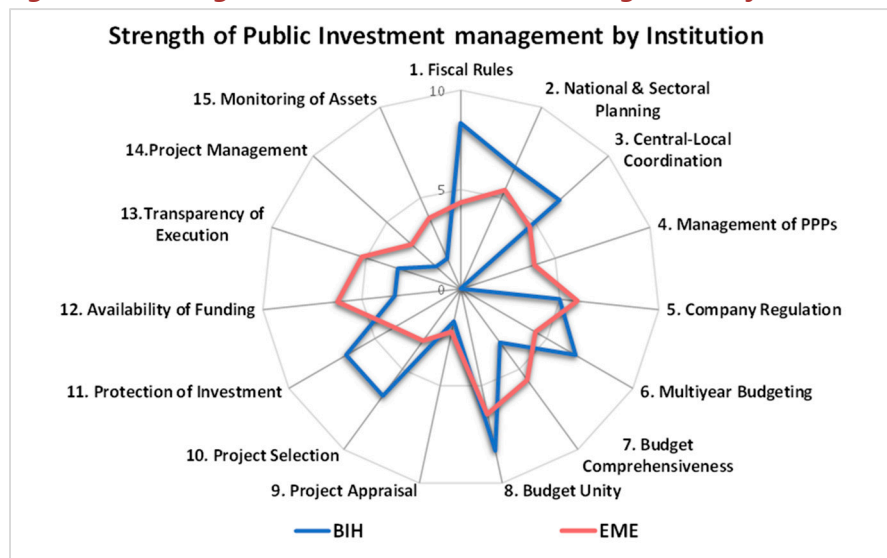 Strength of Public Investment management by Institution
1. Fiscal Rules
10
15. Monitoring of Assets
2. National & Sectoral
Planning
14.Project Management
3. Central-Local
Coordination
5
13.Transparency of
Execution
4. Management of PPPs
0
12. Availability of Funding
5. Company Regulation
11. Protection of Investment
6. Multiyear Budgeting
10. Project Selection
7. Budget
Comprehensiveness
9. Project Appraisal
8. Budget Unity
BIH
EME